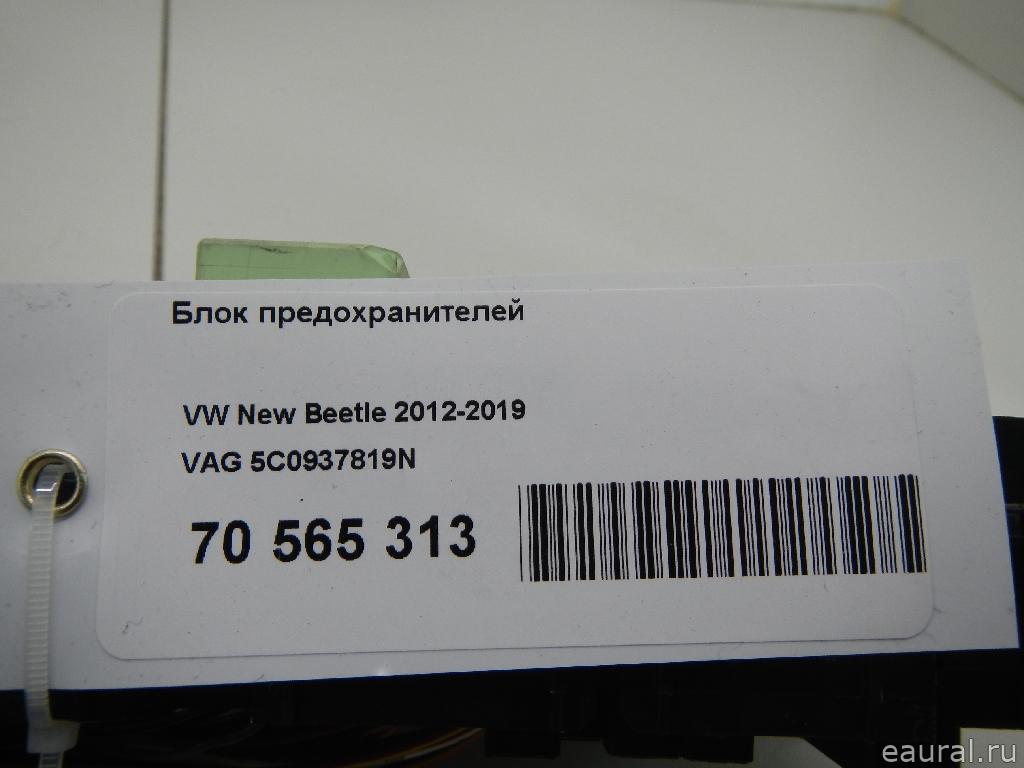 Блок предохранителей
VW New Beetle 2012-2019
VAG 5C0937819N
70 565 313
eaural.ru